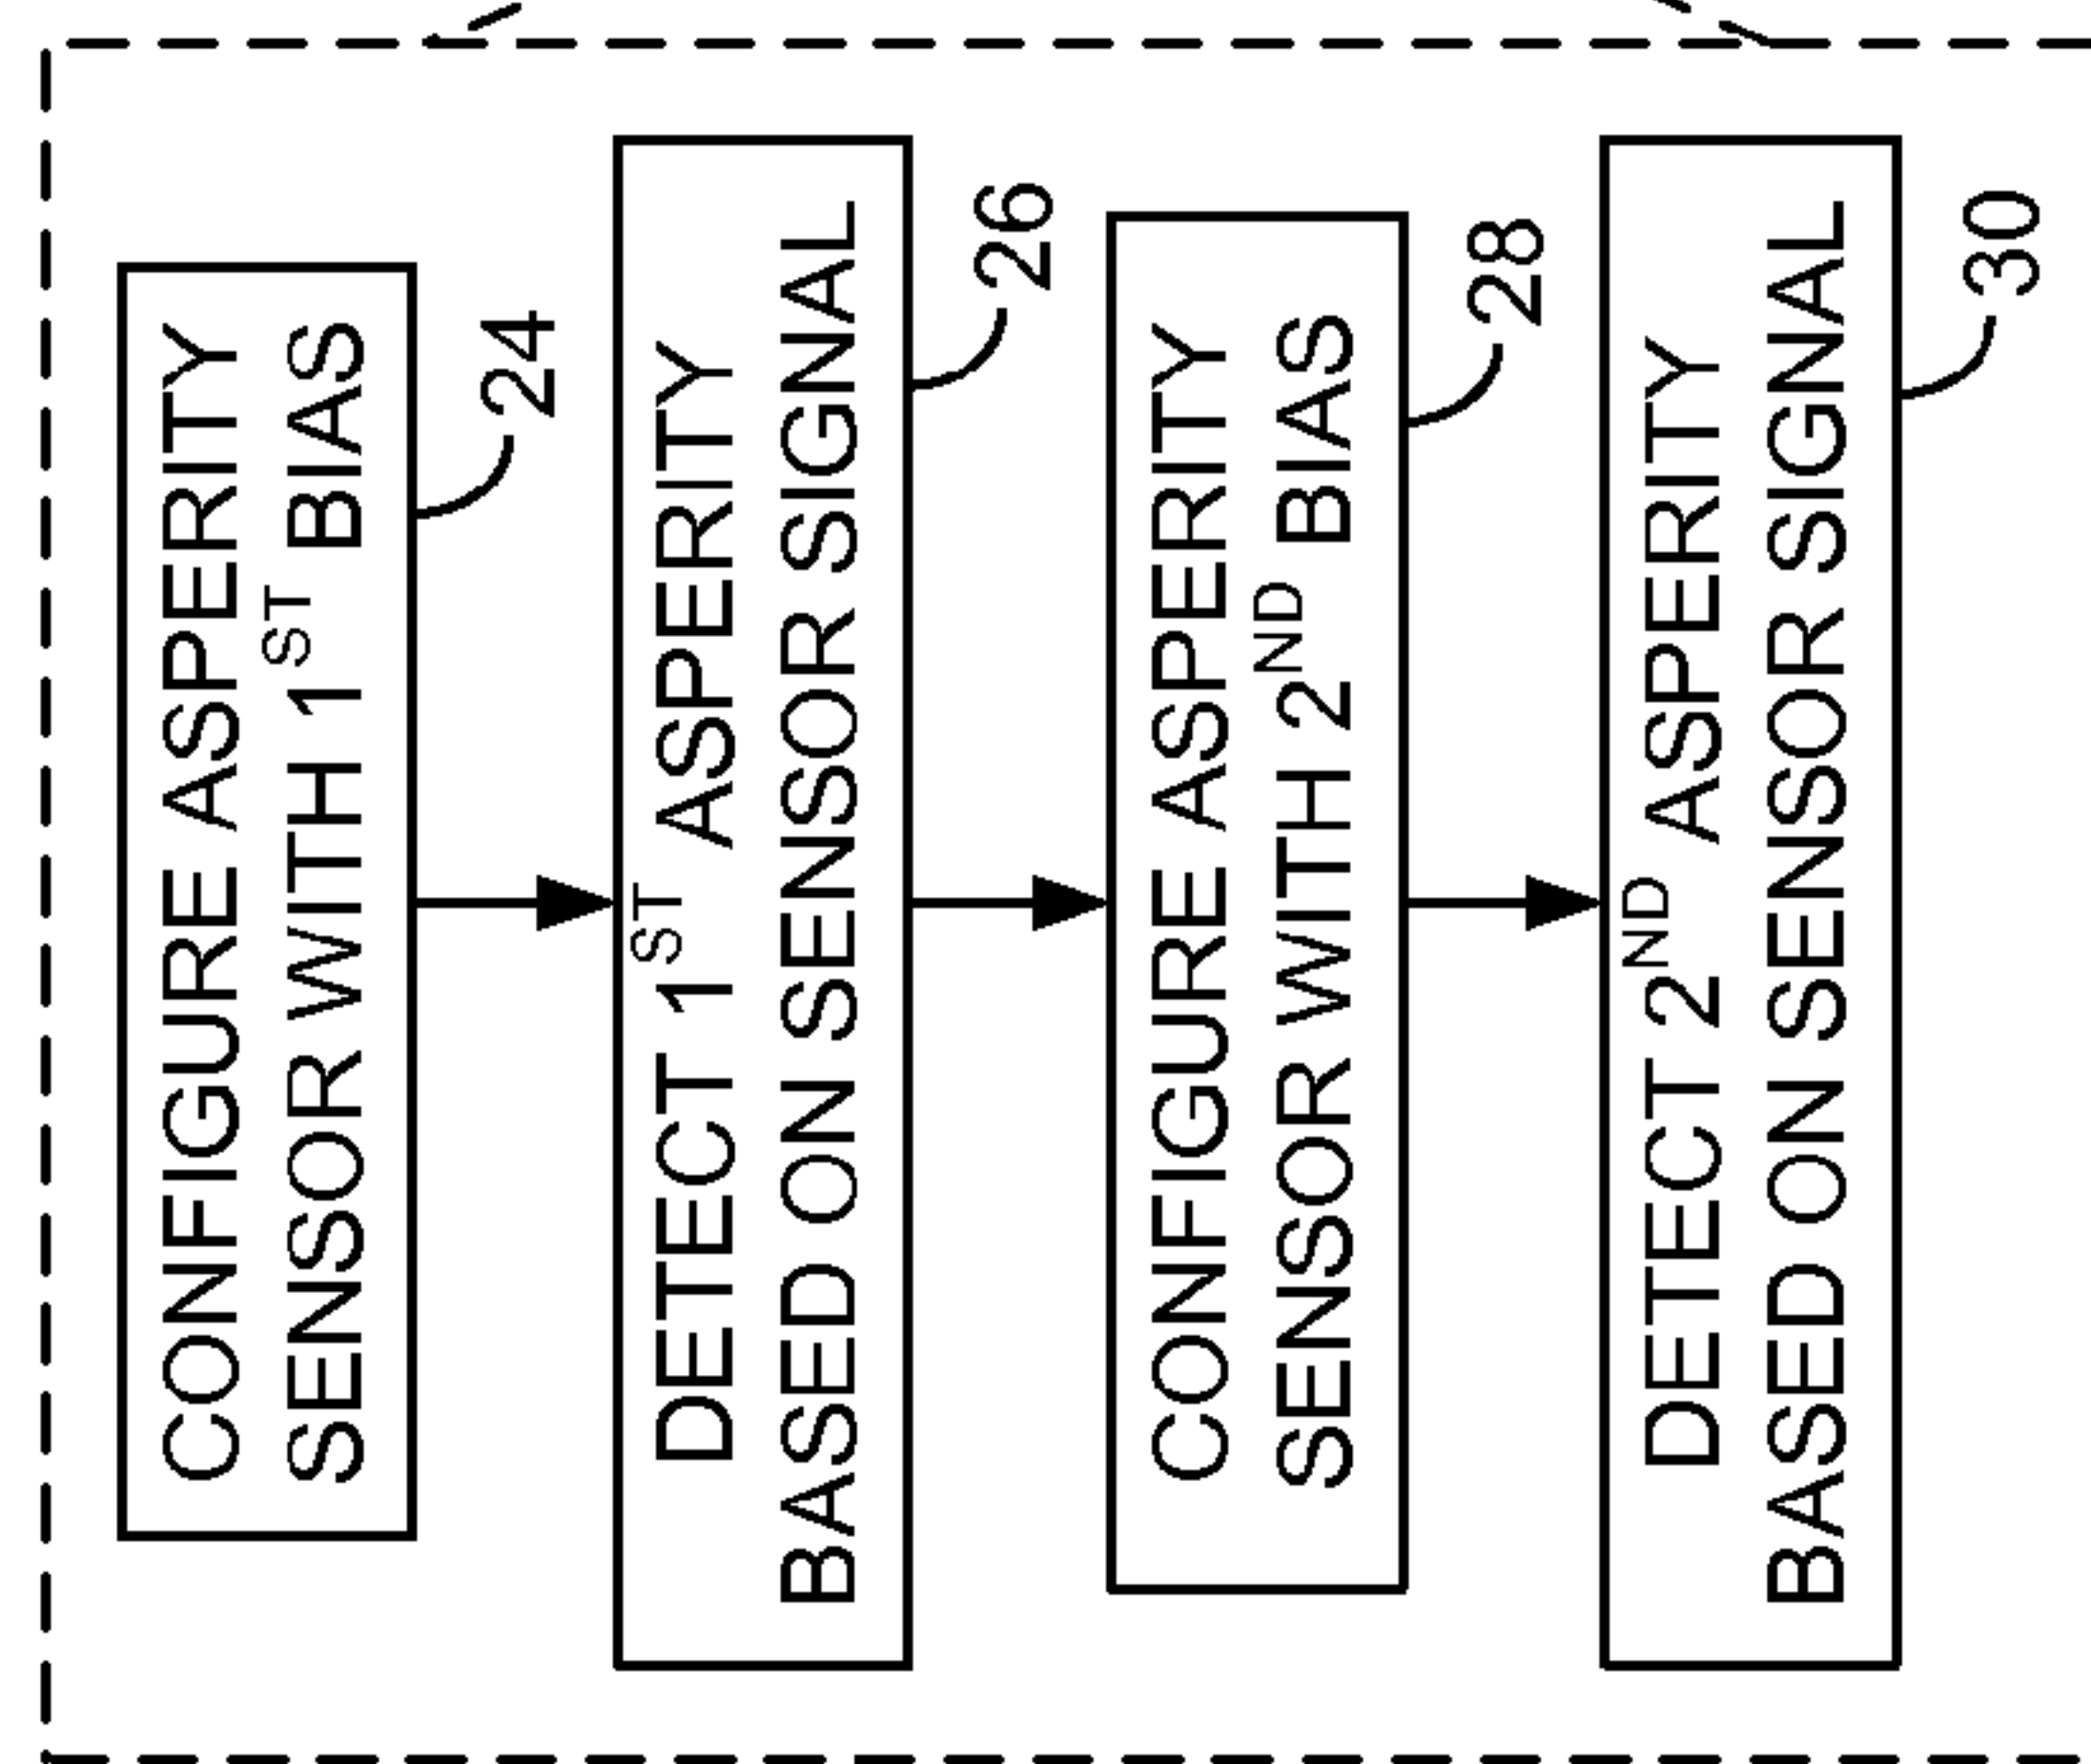 CONFIGURE ASPERITY
SENSOR WITH 1ST BIAS
24
DETECT 1ST ASPERITY
BASED ON SENSOR SIGNAL
26
CONFIGURE ASPERITY
SENSOR WITH 2ND BIAS
28
DETECT 2ND ASPERITY
BASED ON SENSOR SIGNAL
30